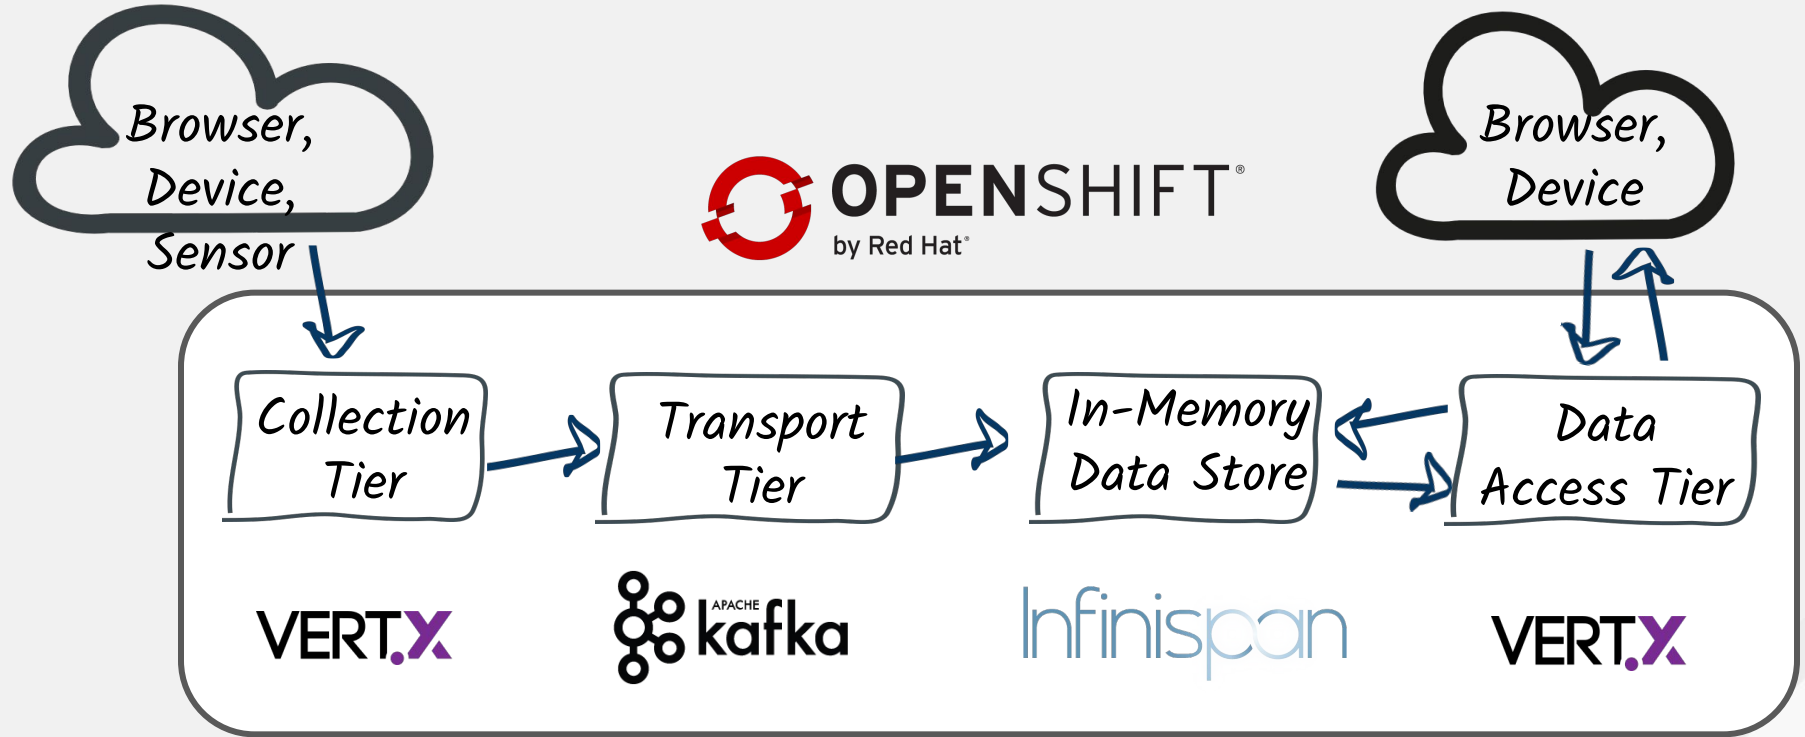 Browser,
Device,
Sensor
OPENSHIFT®
by Red Hat®
Browser,
Device
Collection
Tier
Transport
Tier
In-Memory
Data Store
Data
Access Tier
VERT.X
APACHE
kafka
Infinispan
VERT.X